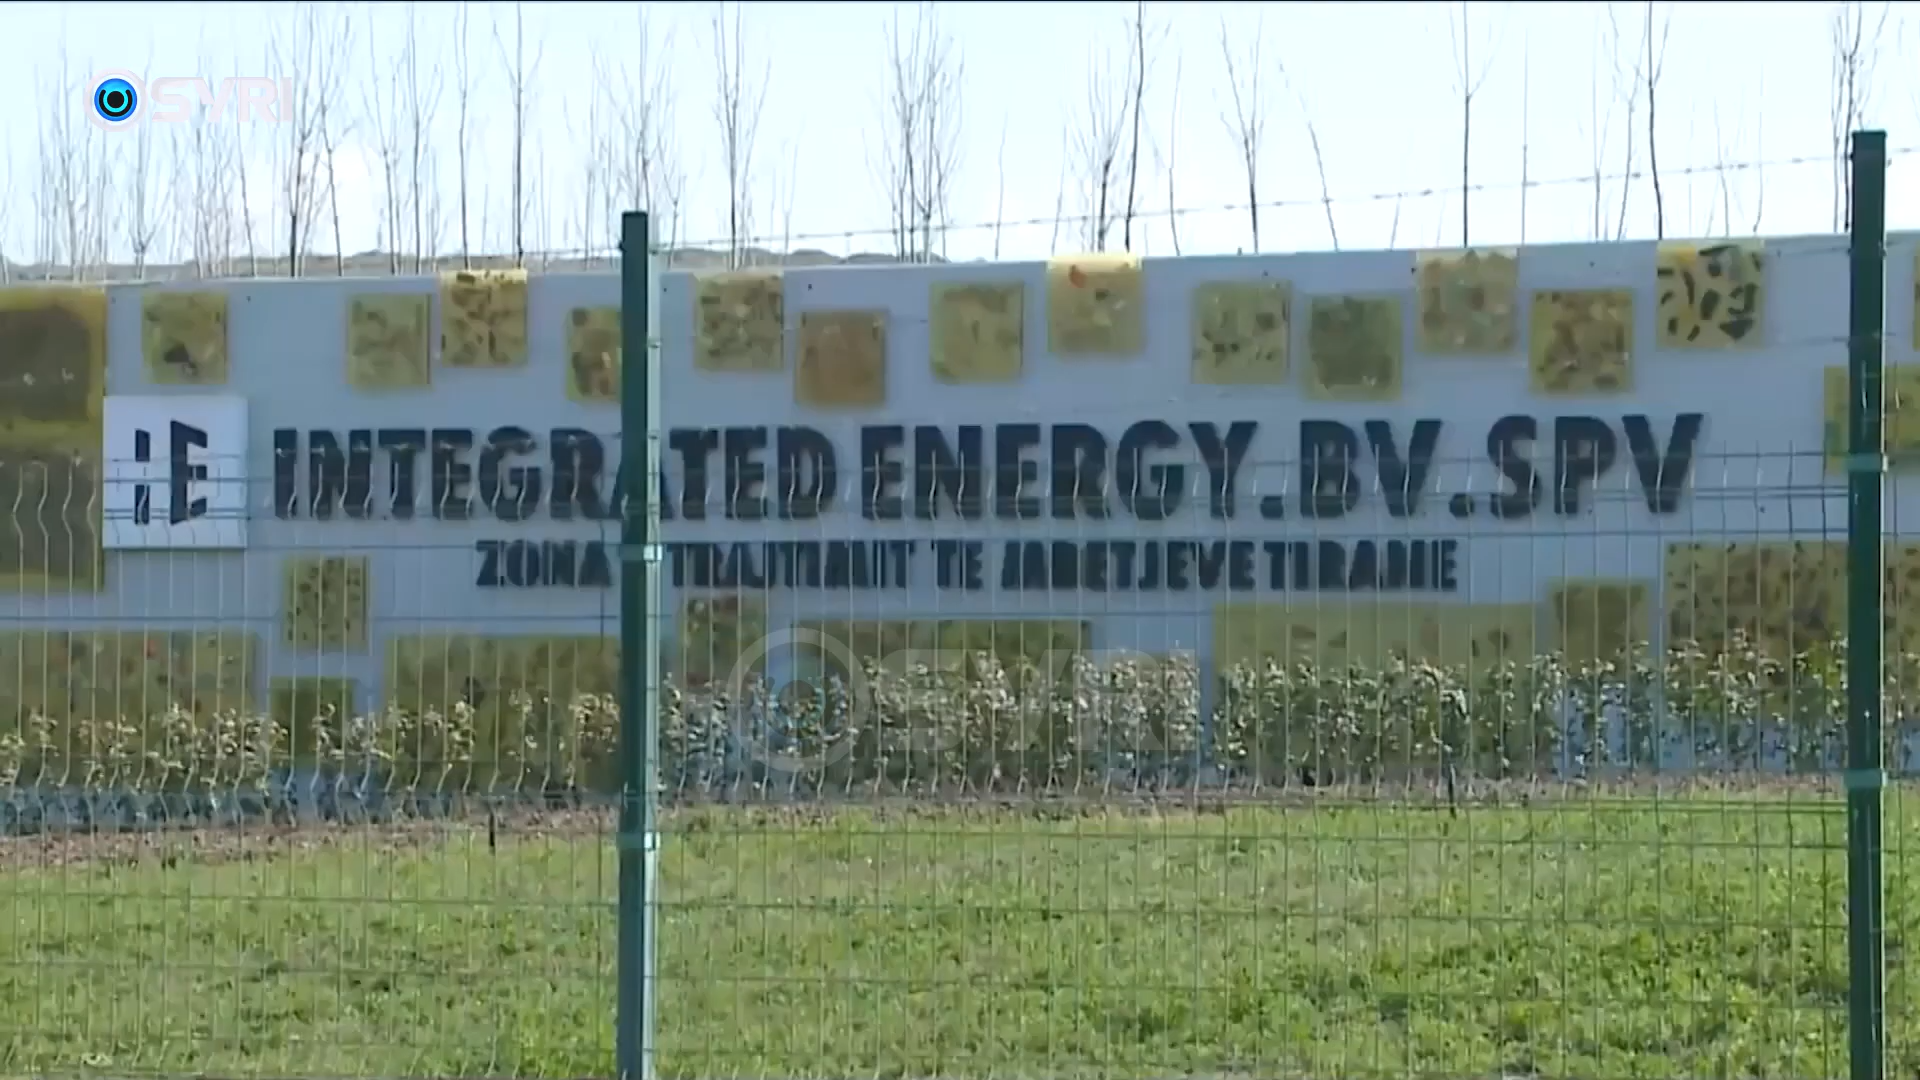 SYRI
IE INTEGRATED ENERGY.BV.SPV
ZONA TRAJTIMIT TE MBETJEVE TIRANE
SYRI